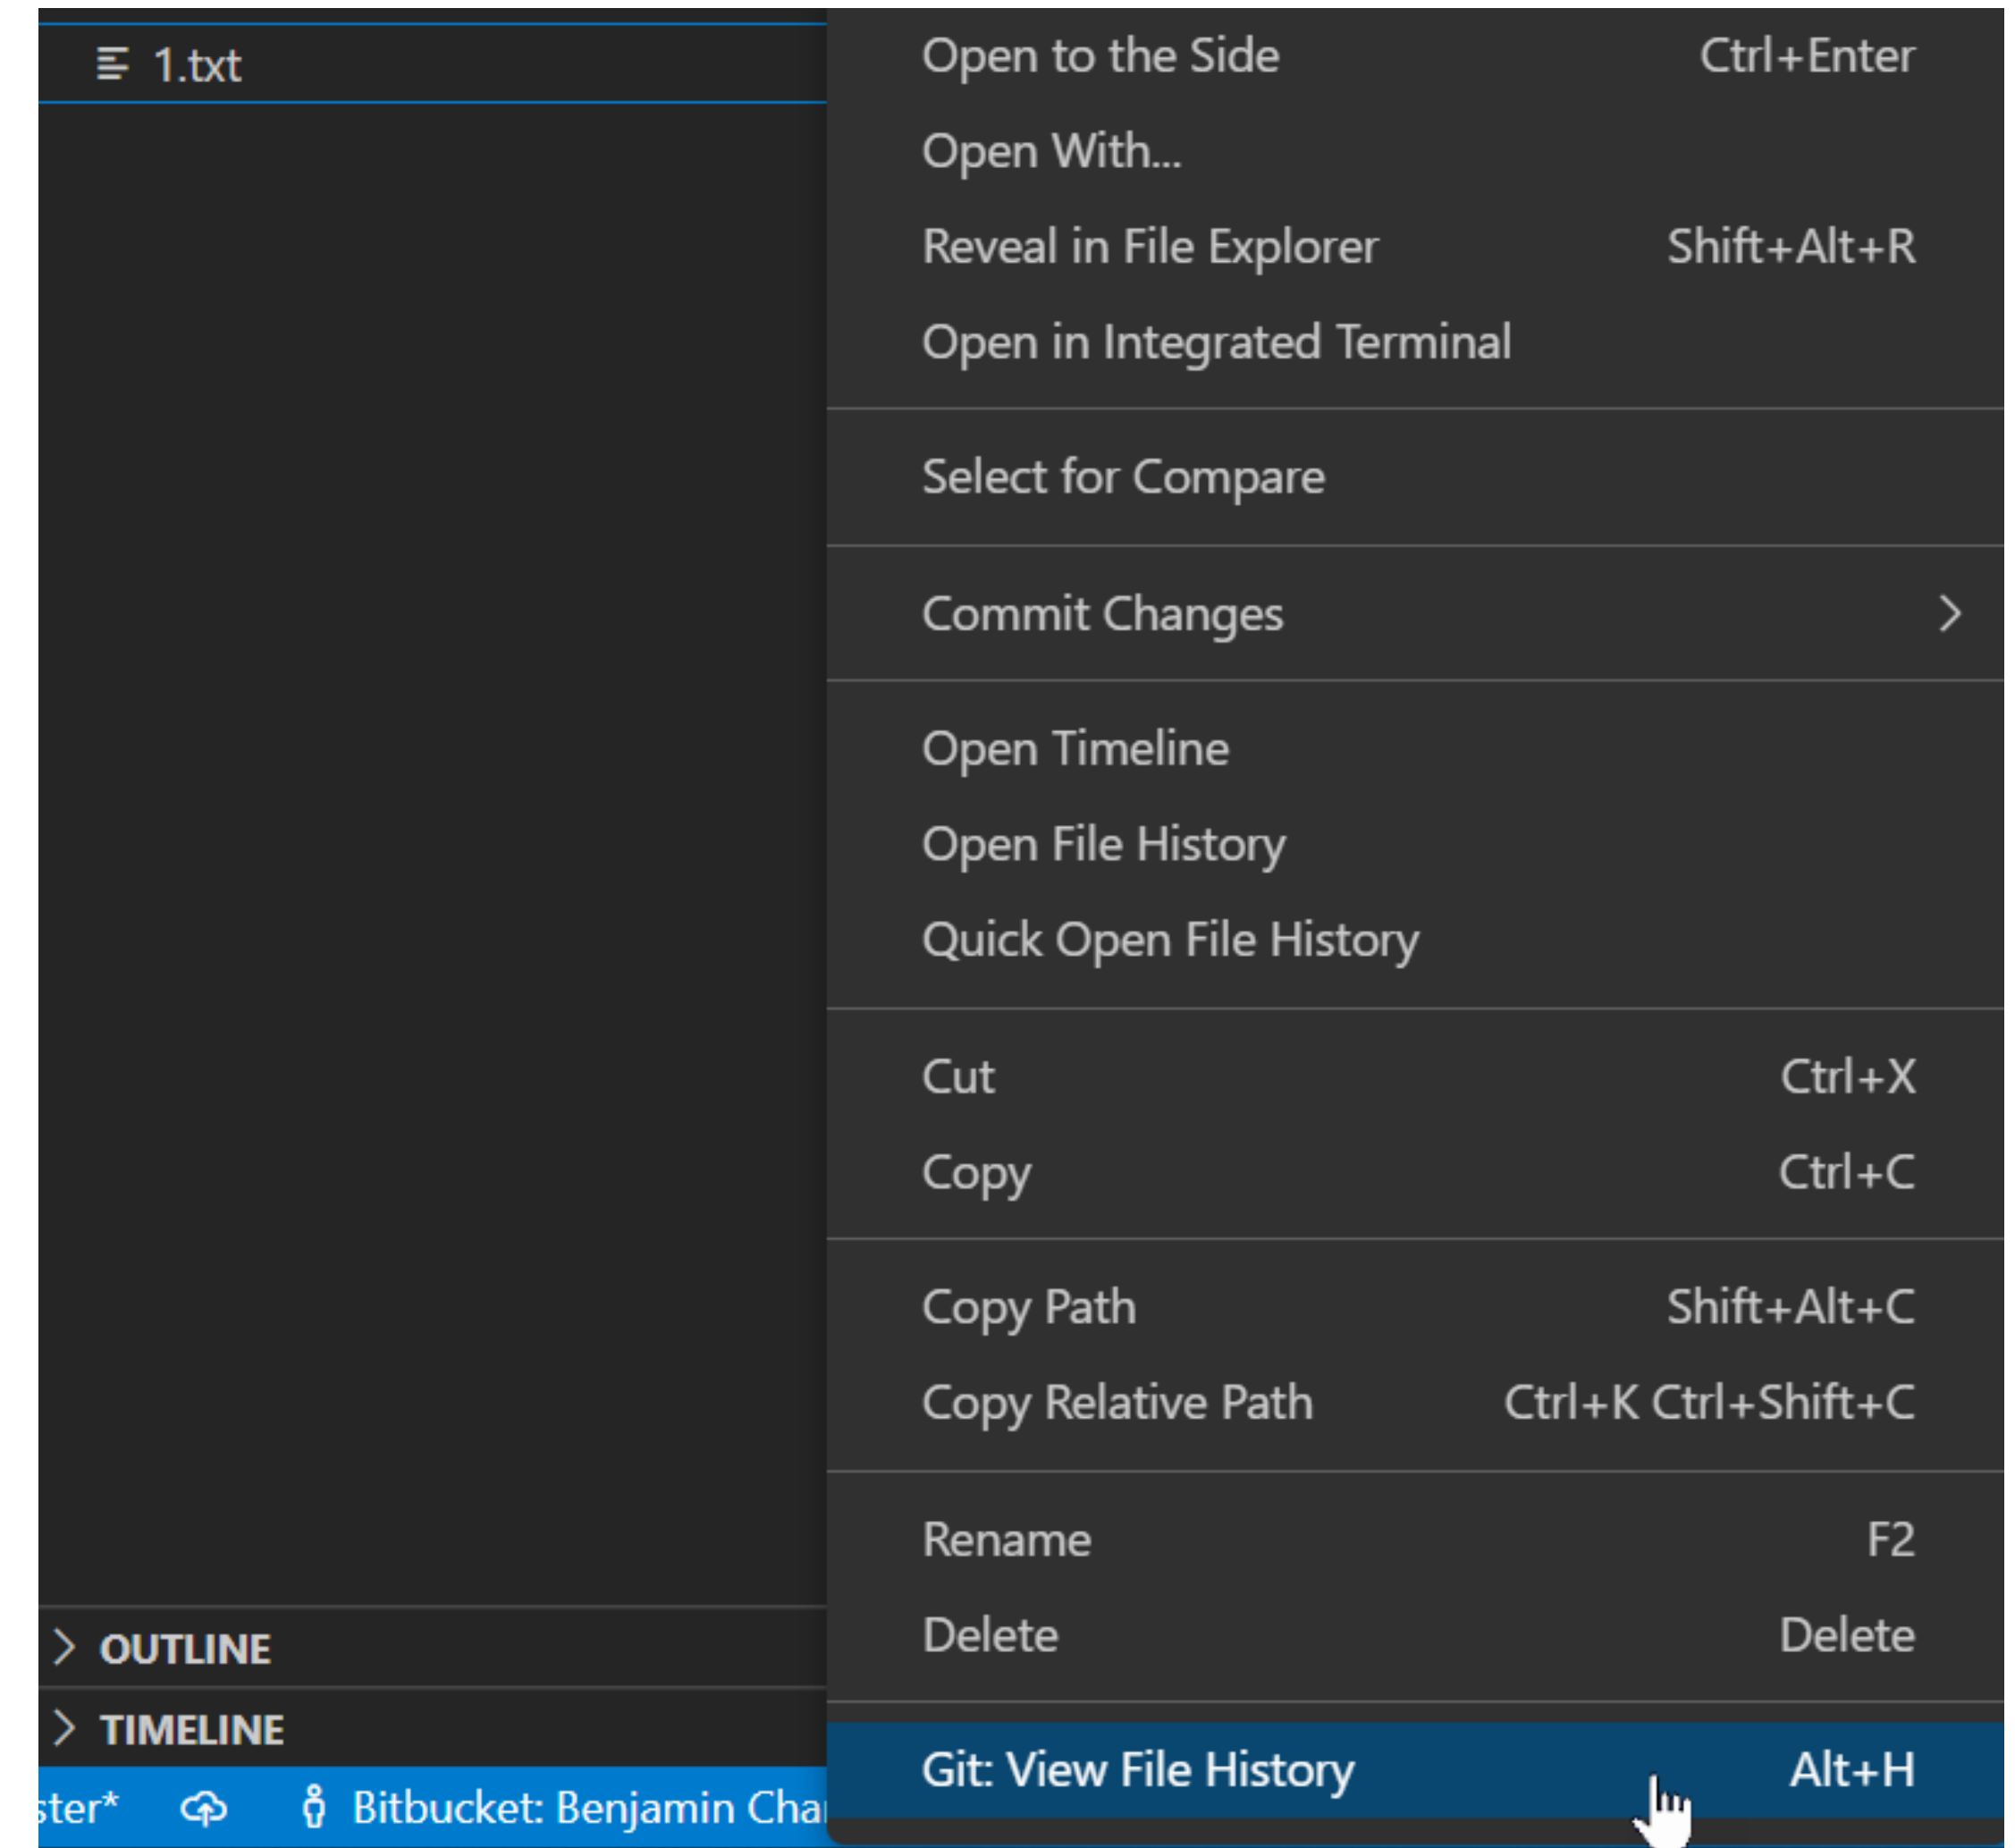 1.txt
Open to the Side Ctrl+Enter
Open With...
Reveal in File Explorer Shift+Alt+R
Open in Integrated Terminal
Select for Compare
Commit Changes
Open Timeline
Open File History
Quick Open File History
Cut Ctrl+X
Copy Ctrl+C
Copy Path Shift+Alt+C
Copy Relative Path Ctrl+K Ctrl+Shift+C
Rename F2
Delete Delete
OUTLINE
TIMELINE
Git: View File History Alt+H
ster* Bitbucket: Benjamin Cha